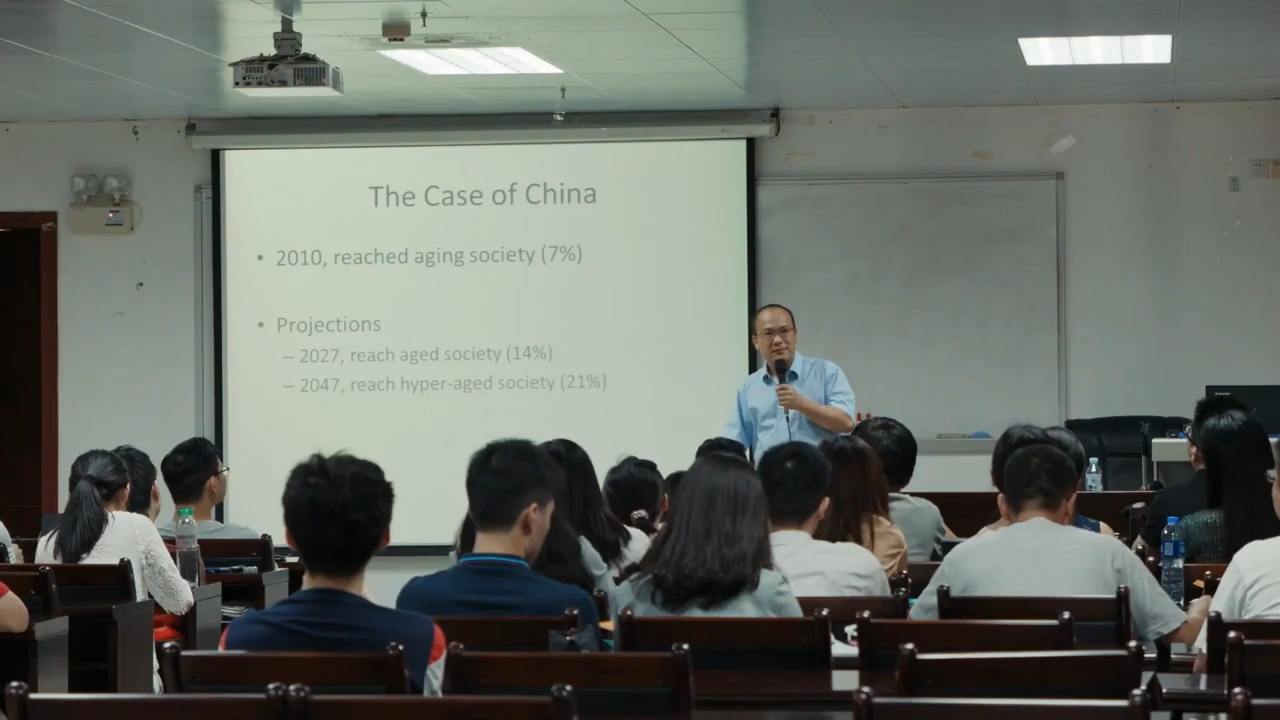 The Case of China
• 2010, reached aging society (7%)
• Projections
– 2027, reach aged society (14%)
– 2047, reach hyper-aged society (21%)